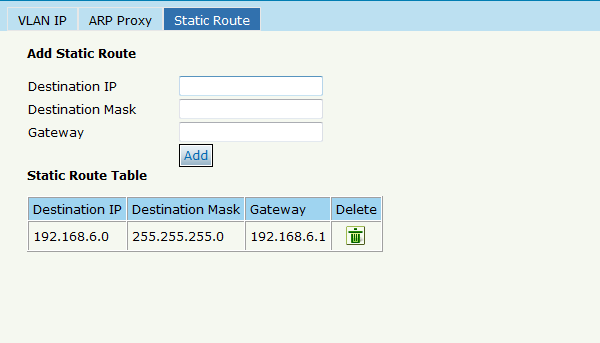 VLAN IP ARP Proxy Static Route
Add Static Route
Destination IP
Destination Mask
Gateway
Add
Static Route Table
Destination IP Destination Mask Gateway Delete
192.168.6.0 255.255.255.0 192.168.6.1